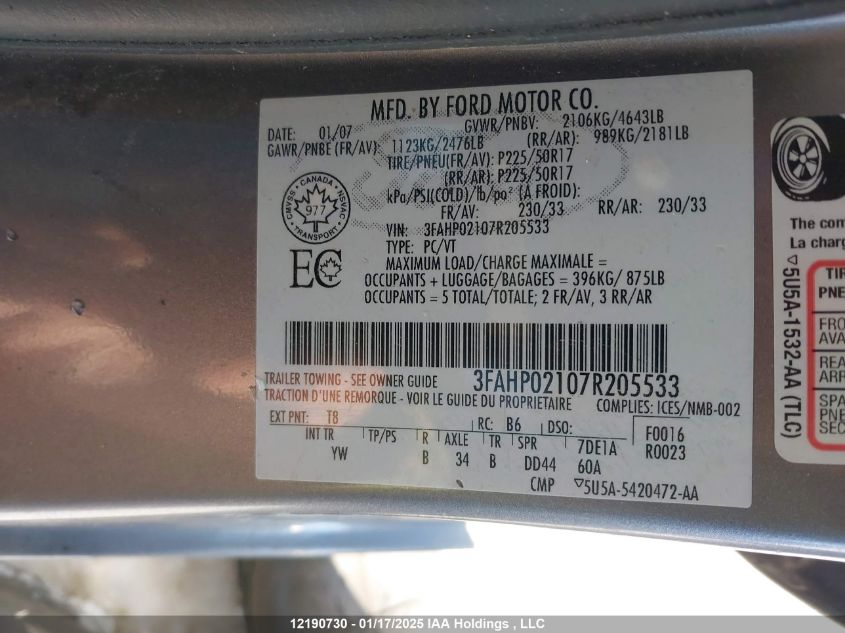 MFD. BY FORD MOTOR CO.
DATE: 01/07 GVWR/PNBV: 2106KG/4643LB
GAWR/PNBE (FR/AV): 1123KG/2476LB (RR/AR): 989KG/2181LB
TIRE/PNEU(FR/AV): P225/50R17
(RR/AR): P225/50R17
kPa/PSI(COLD)/lb/po² (A FROID):
FR/AV: 230/33 RR/AR: 230/33
VIN: 3FAHP02107R205533
TYPE: PC/VT
MAXIMUM LOAD/CHARGE MAXIMALE =
OCCUPANTS + LUGGAGE/BAGAGES = 396KG/ 875LB
OCCUPANTS = 5 TOTAL/TOTALE; 2 FR/AV, 3 RR/AR
CMVSS CANADA NSVAC
977
TRANSPORT
EC
3FAHP02107R205533
TRAILER TOWING - SEE OWNER GUIDE
TRACTION D'UNE REMORQUE - VOIR LE GUIDE DU PROPRIETAIRE
COMPLIES: ICES/NMB-002
EXT PNT: T8 RC: B6 DSO: F0016
INT TR TP/PS R AXLE TR SPR 7DE1A R0023
YW B 34 B DD44 60A
CMP ▽5U5A-5420472-AA
The com
La charg
▽5U5A-1532-AA (TLC)
TIR
PNE
FRO
AVA
REA
ARR
SPA
PNE
SEC
12190730 - 01/17/2025 IAA Holdings , LLC